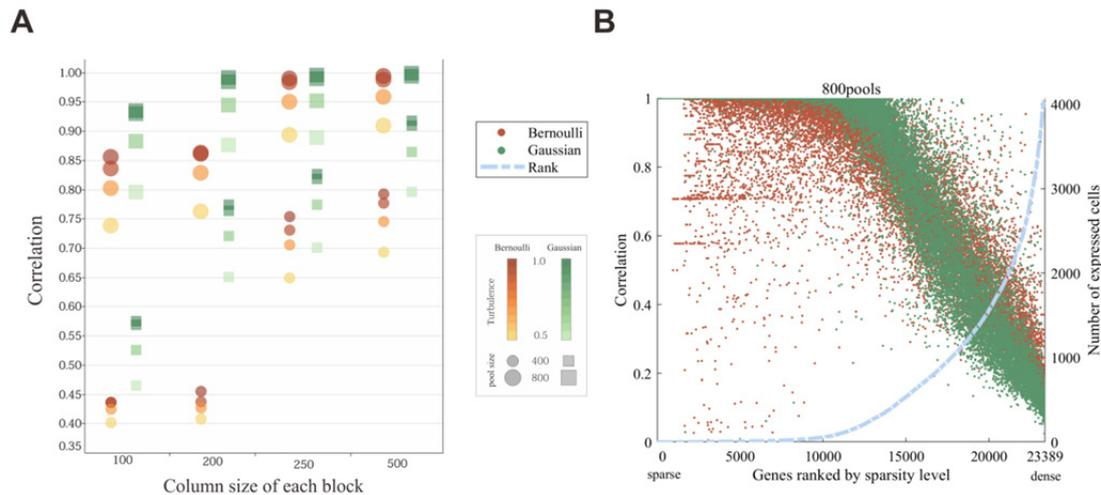 A
Correlation
1.00
0.95
0.90
0.85
0.80
0.75
0.70
0.65
0.60
0.55
0.50
0.45
0.40
0.35
100
200
250
500
Column size of each block
Bernoulli
Gaussian
Rank
Bernoulli Gaussian
Turbulence
1.0
0.5
pool size
400
800
B
800pools
Correlation
1
0.8
0.6
0.4
0.2
0
4000
3000
2000
1000
0
Number of expressed cells
0 5000 10000 15000 20000 23389
sparse Genes ranked by sparsity level dense